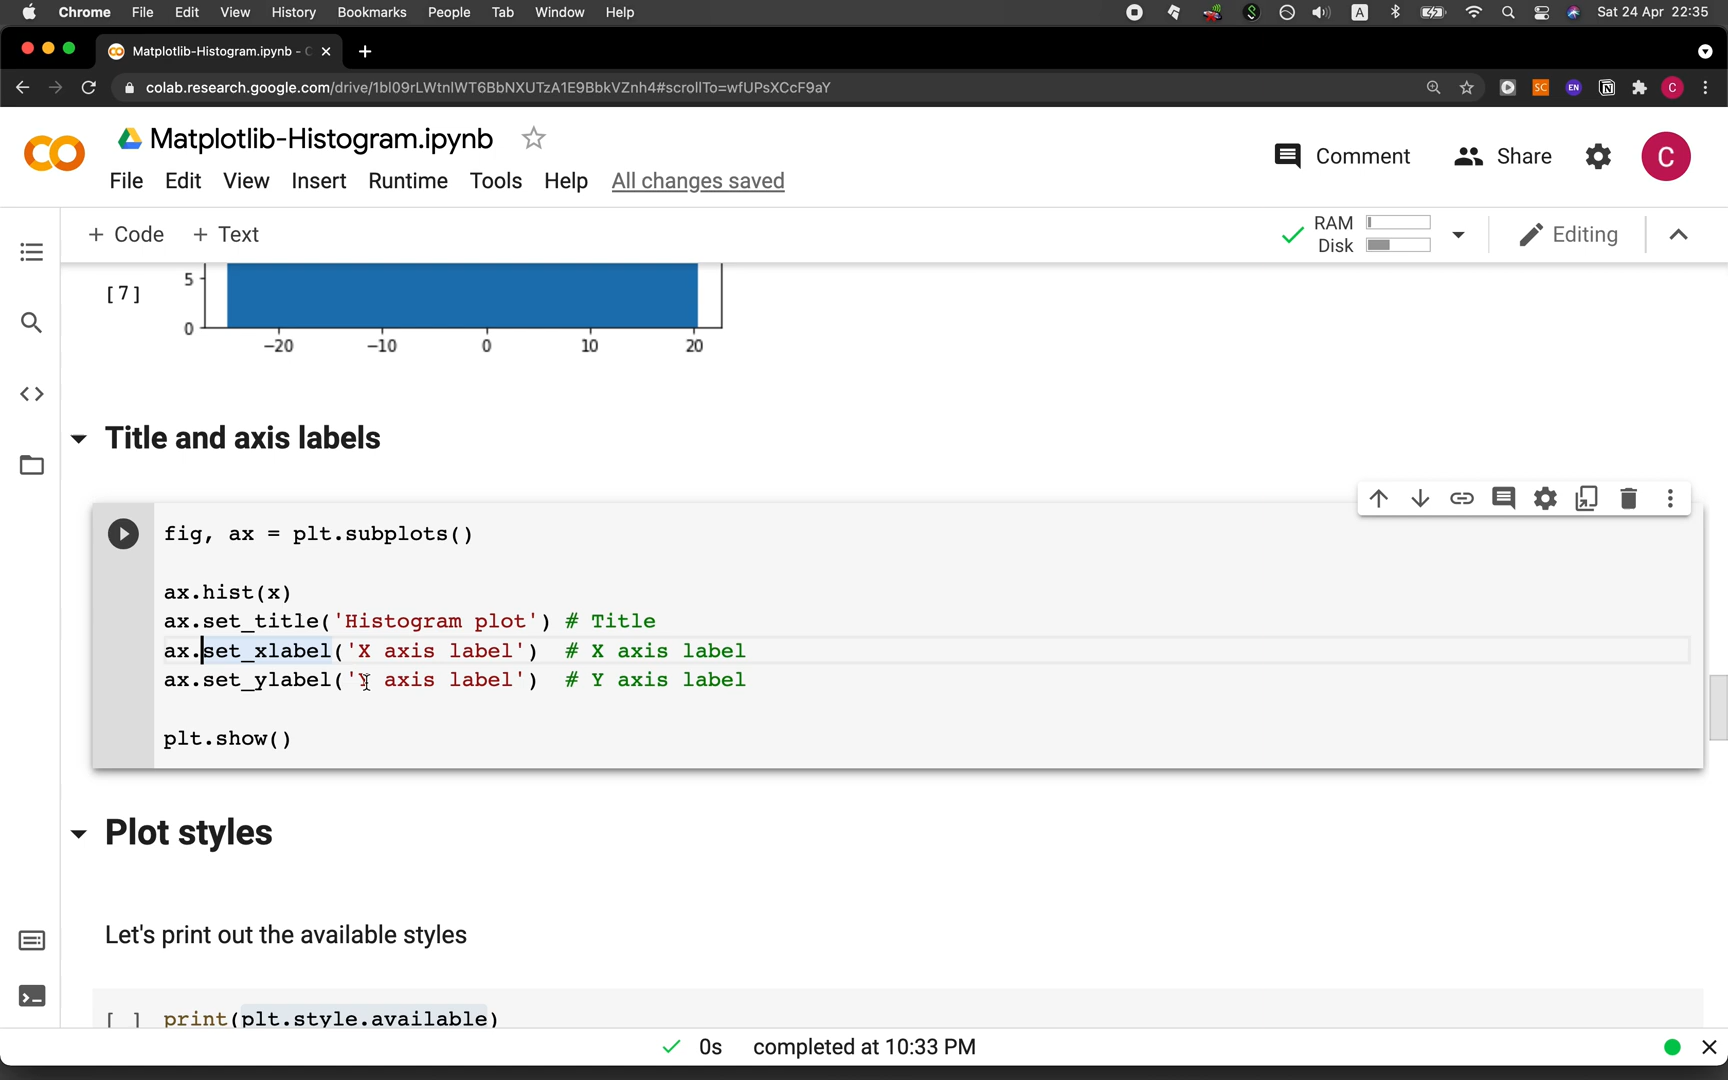 Chrome File Edit View History Bookmarks People Tab Window Help A Sat 24 Apr 22:35
Matplotlib-Histogram.ipynb - C
colab.research.google.com/drive/1bl09rLWtnlWT6BbNXUTzA1E9BbkVZnh4#scrollTo=wfUPsXCcF9aY SC EN C
Matplotlib-Histogram.ipynb
Comment Share C
File Edit View Insert Runtime Tools Help All changes saved
+ Code + Text RAM
Disk Editing
[7] 5
0
−20 −10 0 10 20
Title and axis labels
fig, ax = plt.subplots()
ax.hist(x)
ax.set_title('Histogram plot') # Title
ax.set_xlabel('X axis label') # X axis label
ax.set_ylabel('Y axis label') # Y axis label
plt.show()
Plot styles
Let's print out the available styles
[ ] print(plt.style.available)
0s completed at 10:33 PM